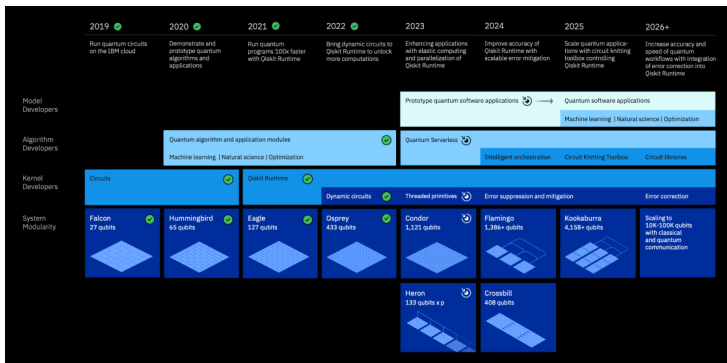 2019
2020
2021
2022
2023
2024
2025
2026+
Run quantum circuits
on the IBM cloud
Demonstrate and
prototype quantum
algorithms and
applications
Run quantum
programs 100x faster
with Qiskit Runtime
Bring dynamic circuits to
Qiskit Runtime to unlock
more computations
Enhancing applications
with elastic computing
and parallelization of
Qiskit Runtime
Improve accuracy of
Qiskit Runtime with
scalable error mitigation
Scale quantum applica-
tions with circuit knitting
toolbox controlling
Qiskit Runtime
Increase accuracy and
speed of quantum
workflows with integration
of error correction into
Qiskit Runtime
Model
Developers
Prototype quantum software applications
Quantum software applications
Machine learning | Natural science | Optimization
Algorithm
Developers
Quantum algorithm and application modules
Machine learning | Natural science | Optimization
Quantum Serverless
Intelligent orchestration
Circuit Knitting Toolbox
Circuit libraries
Kernel
Developers
Circuits
Qiskit Runtime
Dynamic circuits
Threaded primitives
Error suppression and mitigation
Error correction
System
Modularity
Falcon
27 qubits
Hummingbird
65 qubits
Eagle
127 qubits
Osprey
433 qubits
Condor
1,121 qubits
Flamingo
1,386+ qubits
Kookaburra
4,158+ qubits
Scaling to
10K-100K qubits
with classical
and quantum
communication
Heron
133 qubits x p
Crossbill
408 qubits